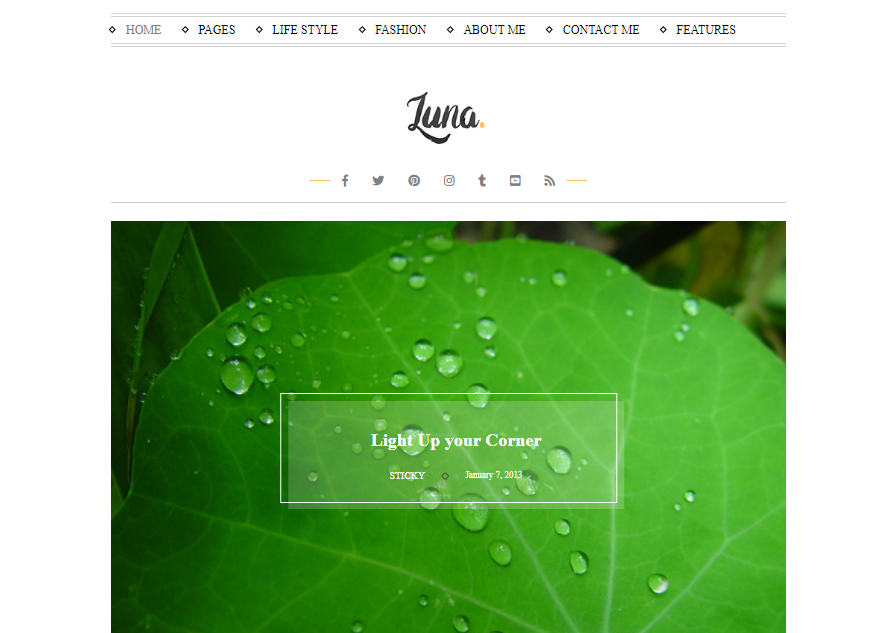 HOME PAGES LIFE STYLE FASHION ABOUT ME CONTACT ME FEATURES
Luna.
Light Up your Corner
STICKY January 7, 2013